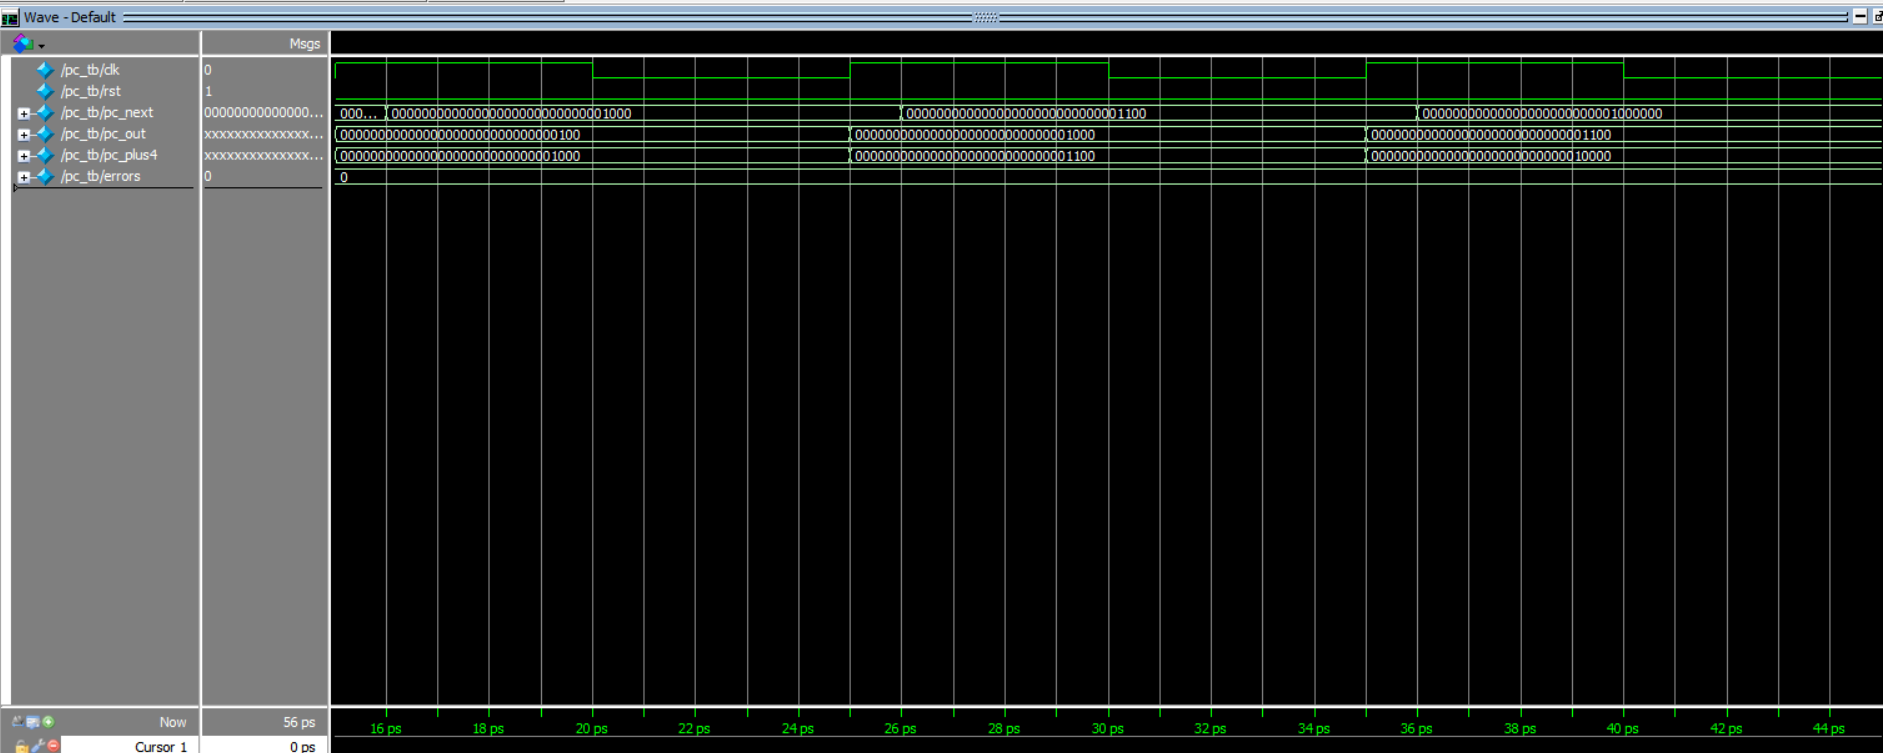 Wave - Default
Msgs
/pc_tb/clk 0
/pc_tb/rst 1
/pc_tb/pc_next 00000000000000... 000... 00000000000000000000000000001000 00000000000000000000000000001100 00000000000000000000000001000000
/pc_tb/pc_out xxxxxxxxxxxxxx... 00000000000000000000000000000100 00000000000000000000000000001000 00000000000000000000000000001100
/pc_tb/pc_plus4 xxxxxxxxxxxxxx... 00000000000000000000000000001000 00000000000000000000000000001100 00000000000000000000000000010000
/pc_tb/errors 0 0
Now 56 ps 16 ps 18 ps 20 ps 22 ps 24 ps 26 ps 28 ps 30 ps 32 ps 34 ps 36 ps 38 ps 40 ps 42 ps 44 ps
Cursor 1 0 ps